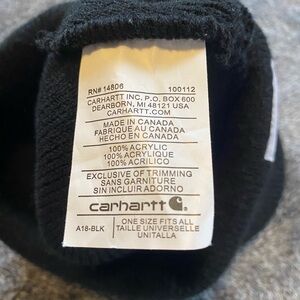 RN# 14806 100112
CARHARTT INC, P.O. BOX 600
DEARBORN, MI 48121 USA
CARHARTT.COM
MADE IN CANADA
FABRIQUE AU CANADA
HECHO EN CANADA
100% ACRYLIC
100% ACRYLIQUE
100% ACRILICO
EXCLUSIVE OF TRIMMING
SANS GARNITURE
SIN INCLUIR ADORNO
carhartt
A18-BLK
ONE SIZE FITS ALL
TAILLE UNIVERSELLE
UNITALLA